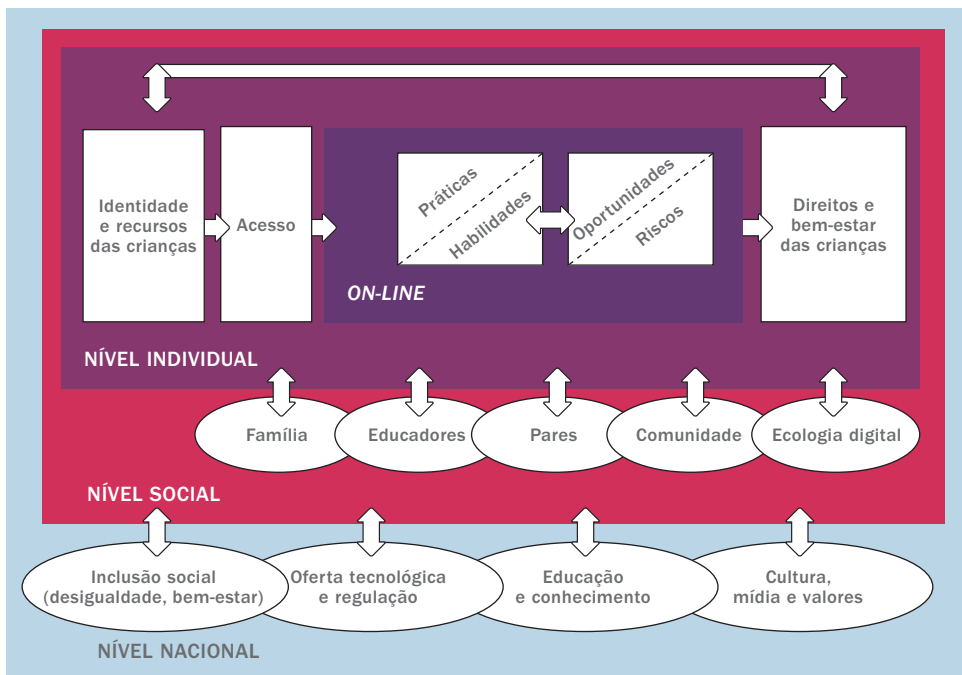 Identidade
e recursos
das crianças
Acesso
Práticas
Habilidades
Oportunidades
Riscos
Direitos e
bem-estar
das crianças
ON-LINE
NÍVEL INDIVIDUAL
Família
Educadores
Pares
Comunidade
Ecologia digital
NÍVEL SOCIAL
Inclusão social
(desigualdade, bem-estar)
Oferta tecnológica
e regulação
Educação
e conhecimento
Cultura,
mídia e valores
NÍVEL NACIONAL